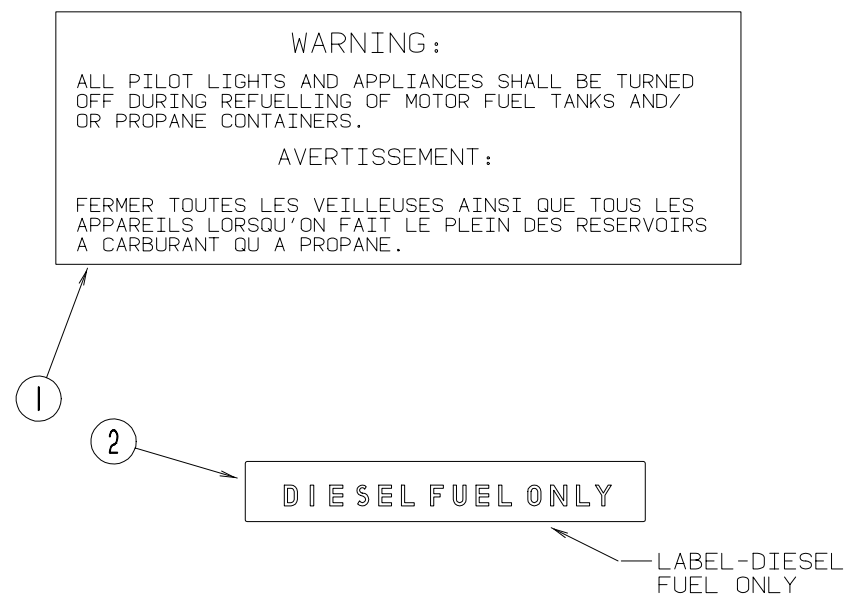 WARNING:
ALL PILOT LIGHTS AND APPLIANCES SHALL BE TURNED
OFF DURING REFUELLING OF MOTOR FUEL TANKS AND/
OR PROPANE CONTAINERS.
AVERTISSEMENT:
FERMER TOUTES LES VEILLEUSES AINSI QUE TOUS LES
APPAREILS LORSQU'ON FAIT LE PLEIN DES RESERVOIRS
A CARBURANT QU A PROPANE.
1
2
DIESEL FUEL ONLY
LABEL-DIESEL
FUEL ONLY